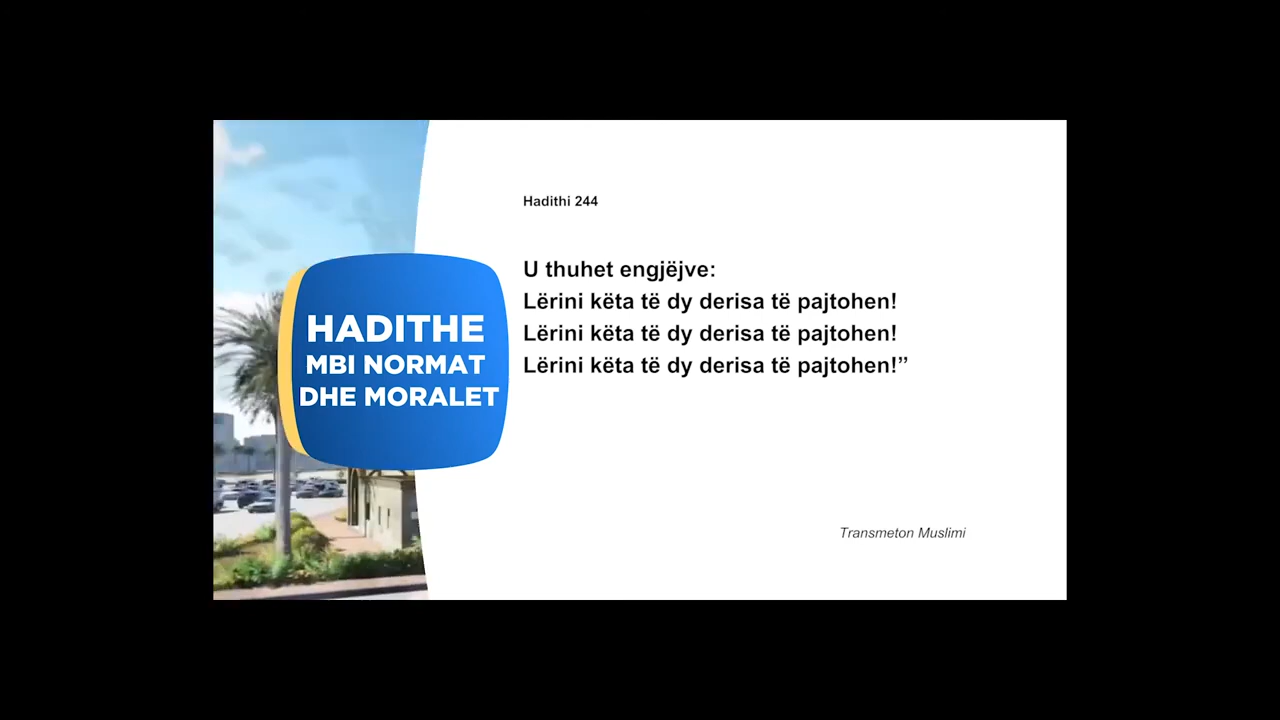 HADITHE
MBI NORMAT
DHE MORALET
Hadithi 244
U thuhet engjëjve:
Lërini këta të dy derisa të pajtohen!
Lërini këta të dy derisa të pajtohen!
Lërini këta të dy derisa të pajtohen!”
Transmeton Muslimi